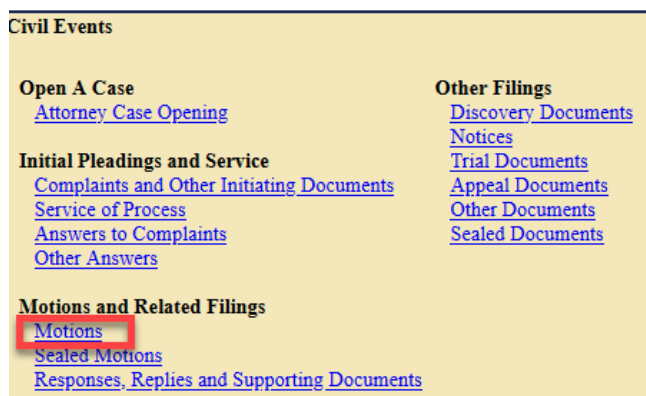 Civil Events
Open A Case
Attorney Case Opening
Initial Pleadings and Service
Complaints and Other Initiating Documents
Service of Process
Answers to Complaints
Other Answers
Motions and Related Filings
Motions
Sealed Motions
Responses, Replies and Supporting Documents
Other Filings
Discovery Documents
Notices
Trial Documents
Appeal Documents
Other Documents
Sealed Documents